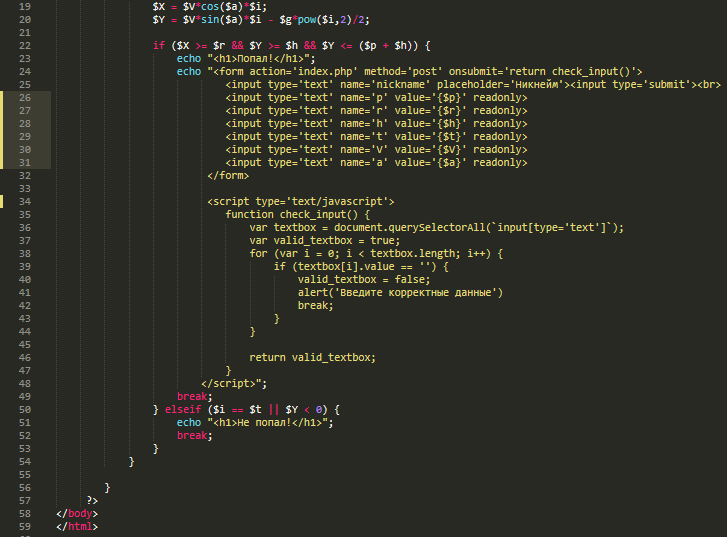 19 $X = $V*cos($a)*$i;
20 $Y = $V*sin($a)*$i - $g*pow($i,2)/2;
21
22 if ($X >= $r && $Y >= $h && $Y <= ($p + $h)) {
23 echo "<h1>Попал!</h1>";
24 echo "<form action='index.php' method='post' onsubmit='return check_input()'>
25 <input type='text' name='nickname' placeholder='Никнейм'><input type='submit'><br>
26 <input type='text' name='p' value='{$p}' readonly>
27 <input type='text' name='r' value='{$r}' readonly>
28 <input type='text' name='h' value='{$h}' readonly>
29 <input type='text' name='t' value='{$t}' readonly>
30 <input type='text' name='V' value='{$V}' readonly>
31 <input type='text' name='a' value='{$a}' readonly>
32 </form>
33
34 <script type='text/javascript'>
35 function check_input() {
36 var textbox = document.querySelectorAll(`input[type='text']`);
37 var valid_textbox = true;
38 for (var i = 0; i < textbox.length; i++) {
39 if (textbox[i].value == '') {
40 valid_textbox = false;
41 alert('Введите корректные данные')
42 break;
43 }
44 }
45
46 return valid_textbox;
47 }
48 </script>";
49 break;
50 } elseif ($i == $t || $Y < 0) {
51 echo "<h1>Не попал!</h1>";
52 break;
53 }
54 }
55
56 }
57 ?>
58 </body>
59 </html>